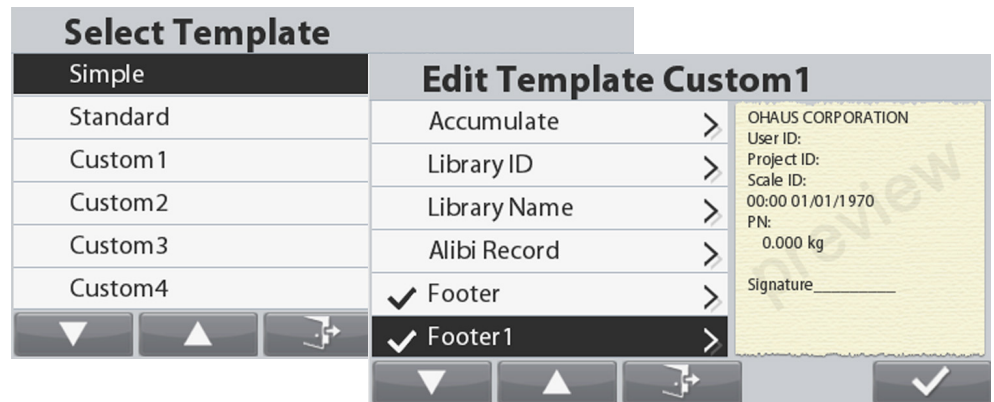 Select Template
Simple
Standard
Custom1
Custom2
Custom3
Custom4
Edit Template Custom1
Accumulate
Library ID
Library Name
Alibi Record
Footer
Footer1
OHAUS CORPORATION
User ID:
Project ID:
Scale ID:
00:00 01/01/1970
PN:
0.000 kg
Signature__________
preview